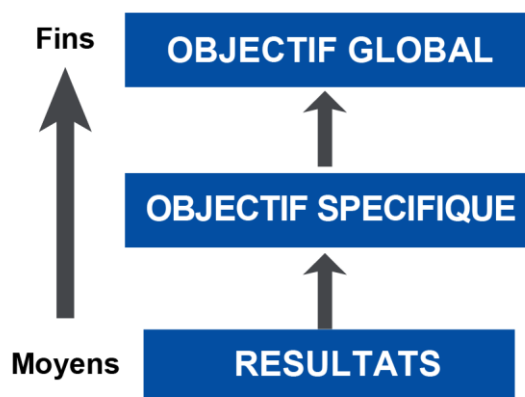 Fins
OBJECTIF GLOBAL
OBJECTIF SPECIFIQUE
Moyens
RESULTATS